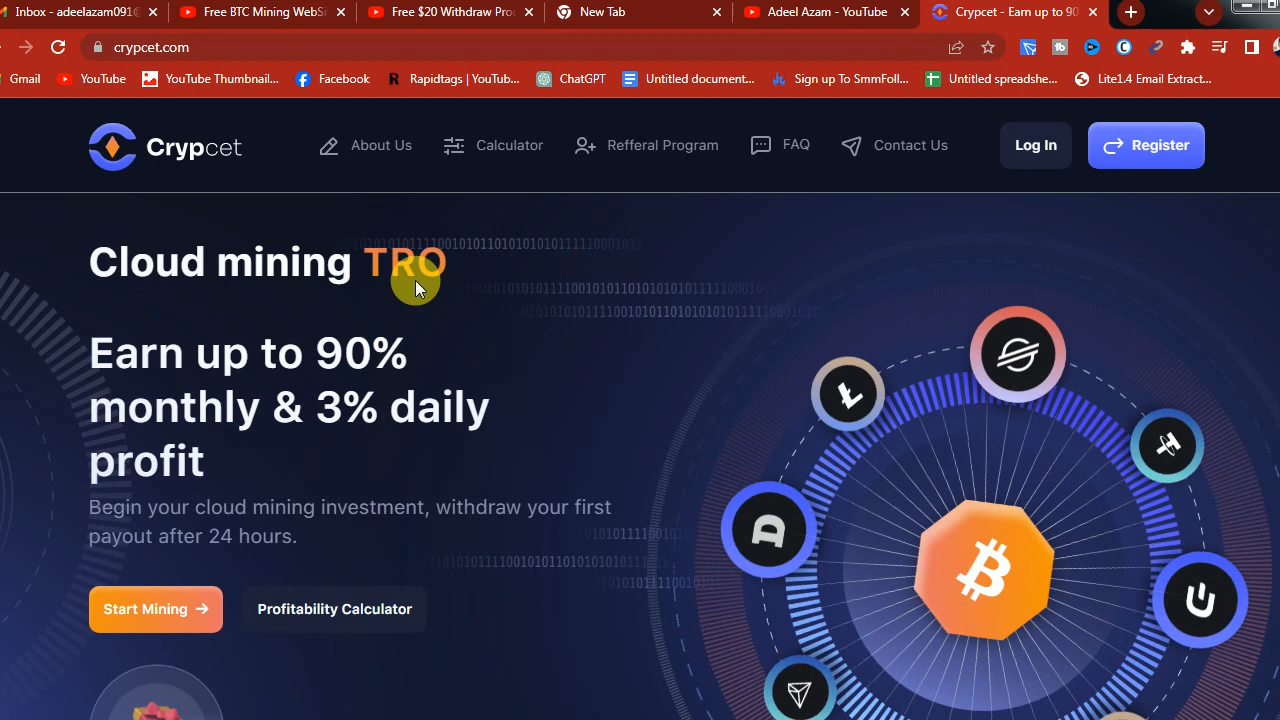 Inbox - adeelazam091@
Free BTC Mining WebSi
Free $20 Withdraw Pro
New Tab
Adeel Azam - YouTube
Crypcet - Earn up to 90
crypcet.com
Gmail
YouTube
YouTube Thumbnail...
Facebook
Rapidtags | YouTub...
ChatGPT
Untitled document...
Sign up To SmmFoll...
Untitled spreadshe...
Lite1.4 Email Extract...
Crypcet
About Us
Calculator
Refferal Program
FAQ
Contact Us
Log In
Register
Cloud mining TRO
Earn up to 90%
monthly & 3% daily
profit
Begin your cloud mining investment, withdraw your first
payout after 24 hours.
Start Mining
Profitability Calculator